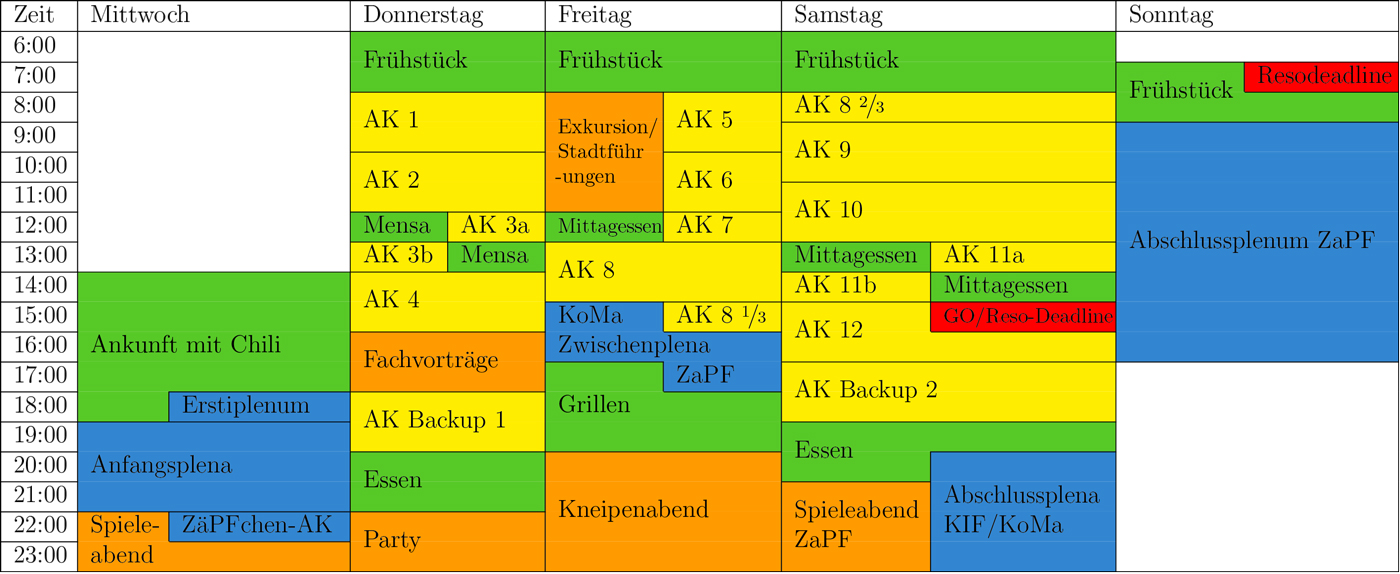 Zeit Mittwoch Donnerstag Freitag Samstag Sonntag
6:00
Frühstück Frühstück Frühstück
7:00 Resodeadline
Frühstück
8:00 AK 8 2/3
AK 1 Exkursion/ AK 5
9:00 Stadtführ AK 9
10:00 -ungen
AK 2 AK 6
11:00 AK 10
12:00 Mensa AK 3a Mittagessen AK 7
13:00 AK 3b Mensa Mittagessen AK 11a Abschlussplenum ZaPF
AK 8
14:00 AK 11b Mittagessen
AK 4
15:00 KoMa AK 8 1/3 GO/Reso-Deadline
AK 12
16:00 Ankunft mit Chili Zwischenplena
Fachvorträge
17:00 ZaPF
AK Backup 2
18:00 Erstiplenum Grillen
AK Backup 1
19:00
Essen
20:00 Anfangsplena
Essen
21:00 Abschlussplena
Kneipenabend
22:00 Spiele- ZäPFchen-AK Spieleabend KIF/KoMa
Party ZaPF
23:00 abend